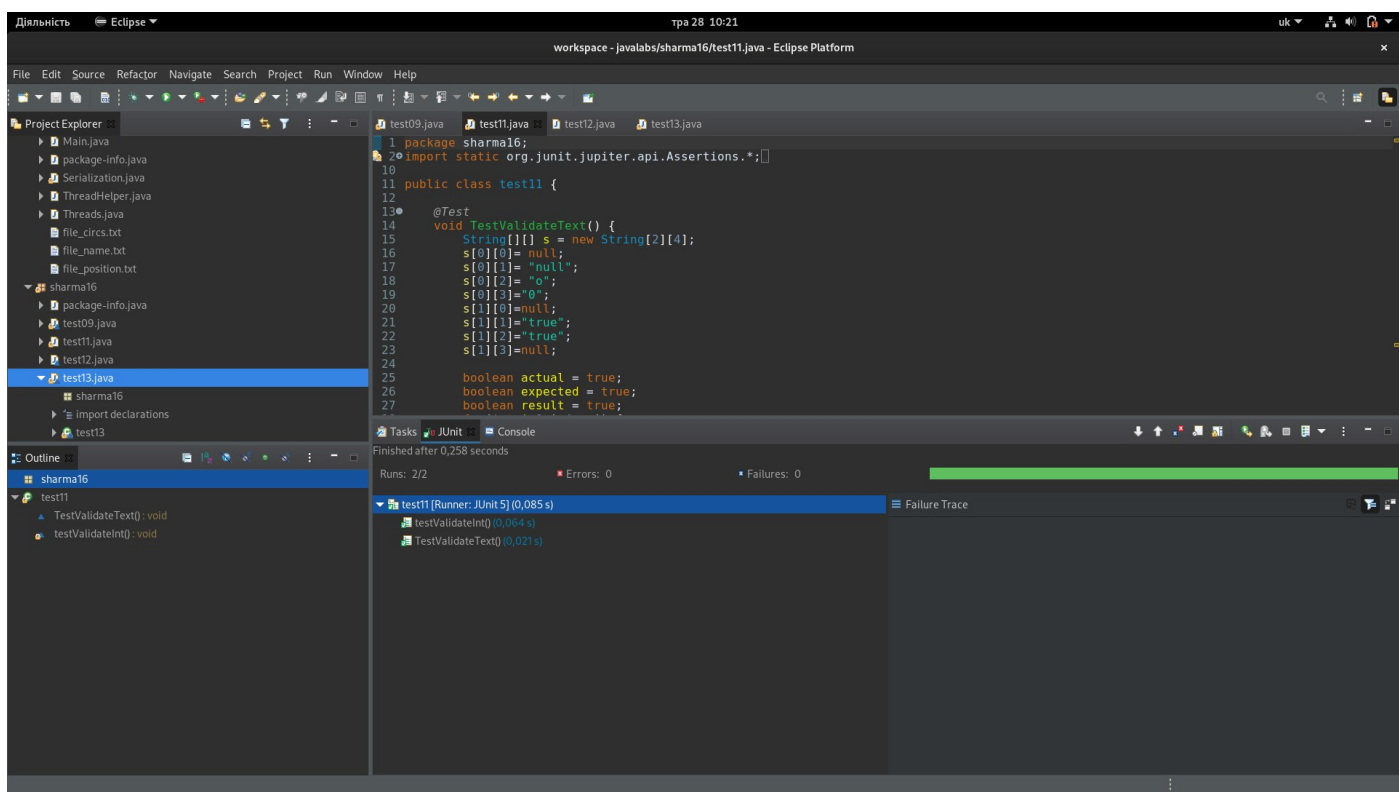 Діяльність Eclipse тра 28 10:21 uk
workspace - javalabs/sharma16/test11.java - Eclipse Platform
File Edit Source Refactor Navigate Search Project Run Window Help
Project Explorer
Main.java
package-info.java
Serialization.java
ThreadHelper.java
Threads.java
file_circs.txt
file_name.txt
file_position.txt
sharma16
package-info.java
test09.java
test11.java
test12.java
test13.java
sharma16
import declarations
test13
test09.java test11.java test12.java test13.java
1 package sharma16;
2 import static org.junit.jupiter.api.Assertions.*;
10
11 public class test11 {
12
13 @Test
14 void TestValidateText() {
15 String[][] s = new String[2][4];
16 s[0][0]= null;
17 s[0][1]= "null";
18 s[0][2]= "o";
19 s[0][3]="0";
20 s[1][0]=null;
21 s[1][1]="true";
22 s[1][2]="true";
23 s[1][3]=null;
24
25 boolean actual = true;
26 boolean expected = true;
27 boolean result = true;
Outline
sharma16
test11
TestValidateText() : void
testValidateInt() : void
Tasks JUnit Console
Finished after 0,258 seconds
Runs: 2/2 Errors: 0 Failures: 0
test11 [Runner: JUnit 5] (0,085 s)
testValidateInt() (0,064 s)
TestValidateText() (0,021 s)
Failure Trace